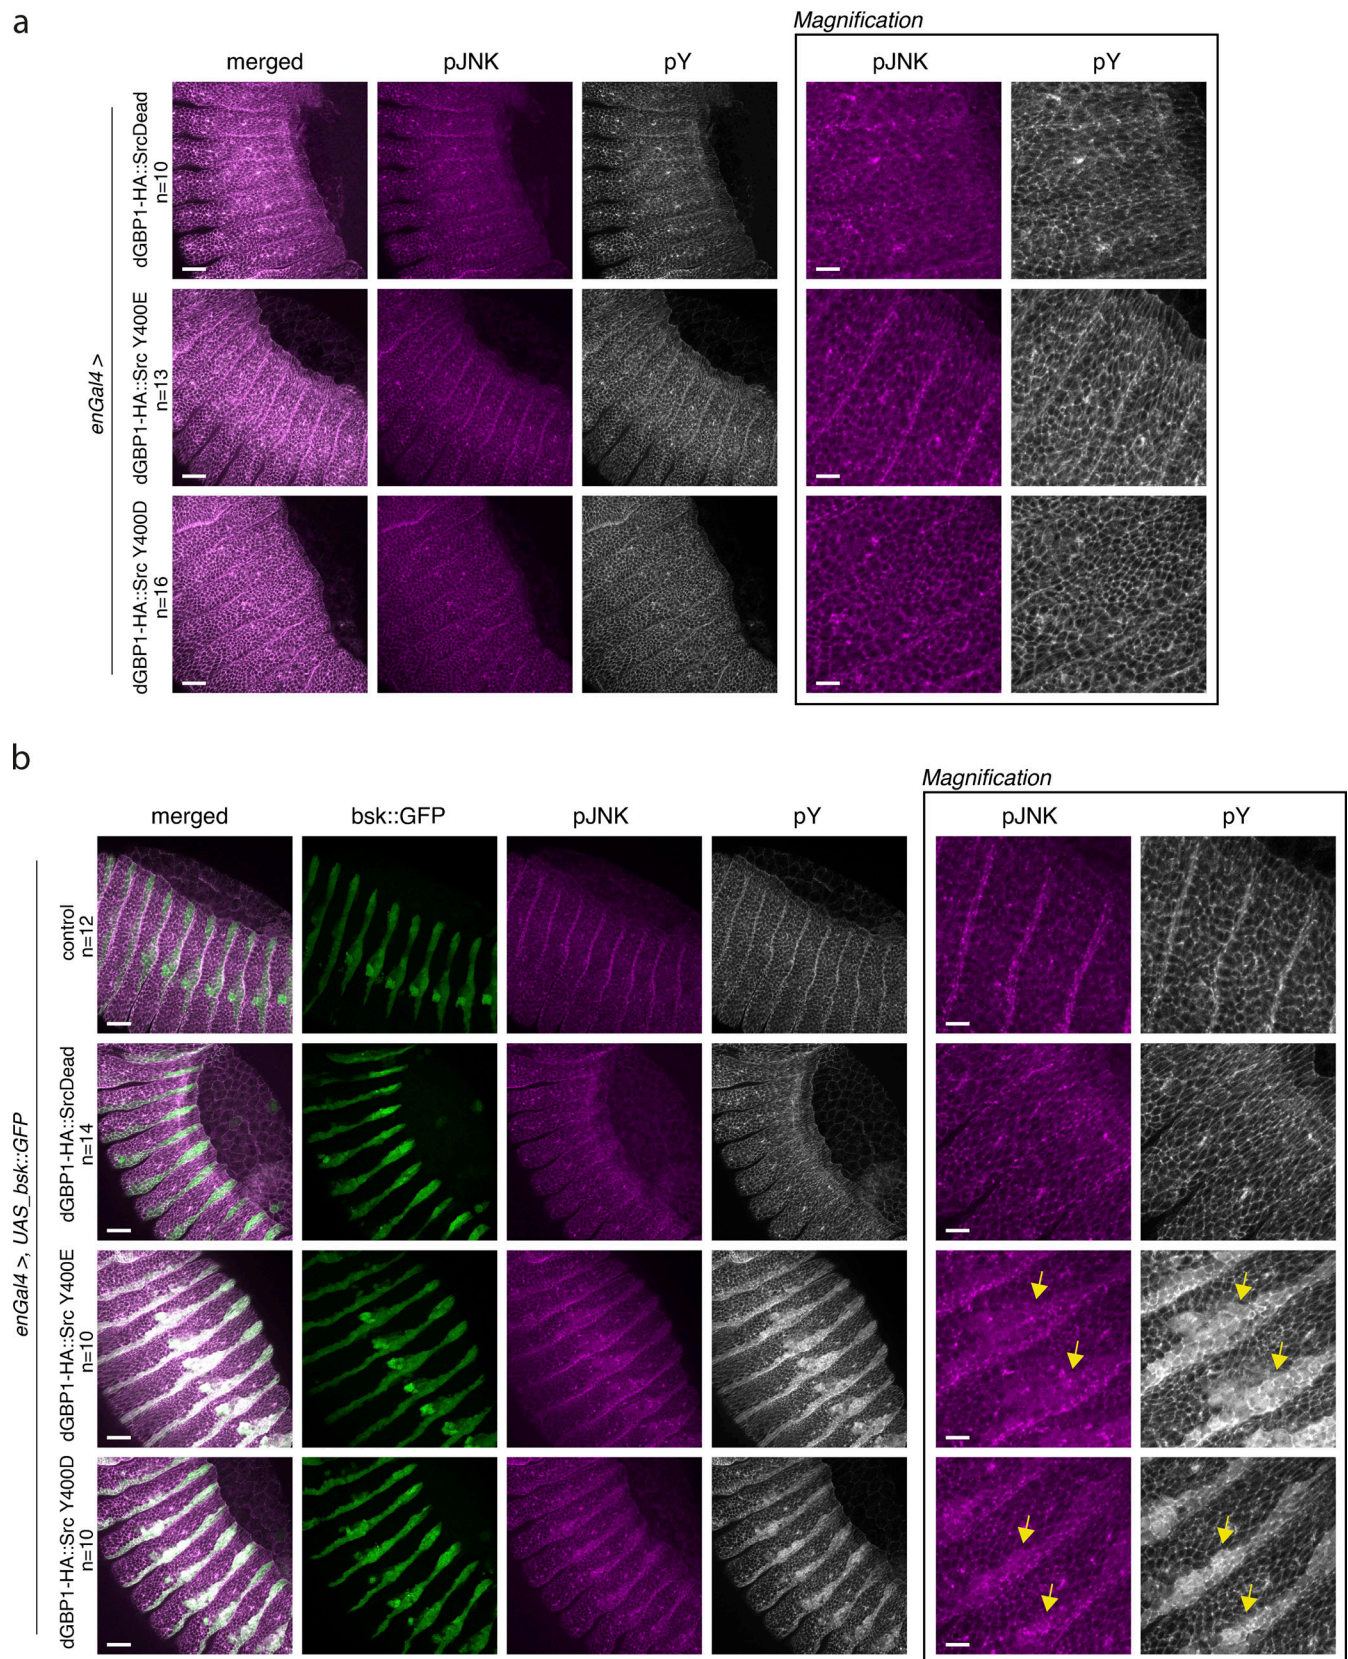 a
Magnification
merged
pJNK
pY
pJNK
pY
enGal4 >
dGBP1-HA::SrcDead
n=10
dGBP1-HA::Src Y400E
n=13
dGBP1-HA::Src Y400D
n=16
b
Magnification
merged
bsk::GFP
pJNK
pY
pJNK
pY
enGal4 >, UAS_bsk::GFP
control
n=12
dGBP1-HA::SrcDead
n=14
dGBP1-HA::Src Y400E
n=10
dGBP1-HA::Src Y400D
n=10